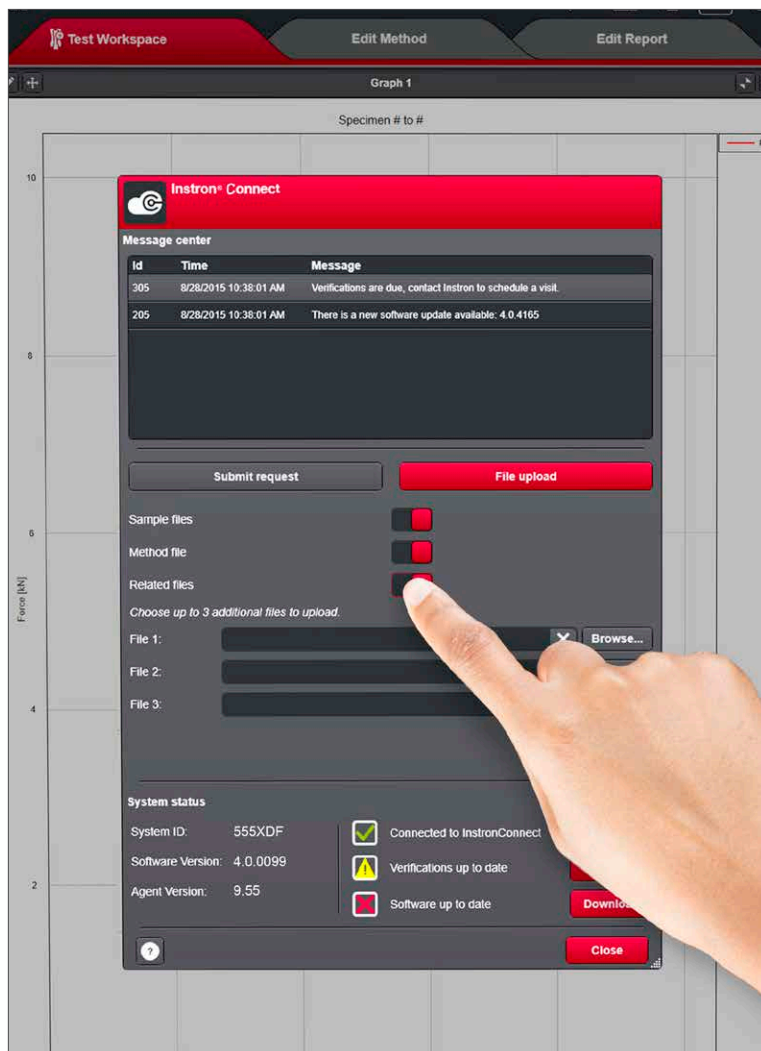 Test Workspace
Edit Method
Edit Report
Graph 1
Specimen # to #
10
8
6
4
2
Force [kN]
Instron® Connect
Message center
Id Time Message
305 8/28/2015 10:38:01 AM Verifications are due, contact Instron to schedule a visit.
205 8/28/2015 10:38:01 AM There is a new software update available: 4.0.4165
Submit request
File upload
Sample files
Method file
Related files
Choose up to 3 additional files to upload.
File 1: Browse...
File 2:
File 3:
System status
System ID: 555XDF
Software Version: 4.0.0099
Agent Version: 9.55
Connected to InstronConnect
Verifications up to date
Software up to date
?
Close